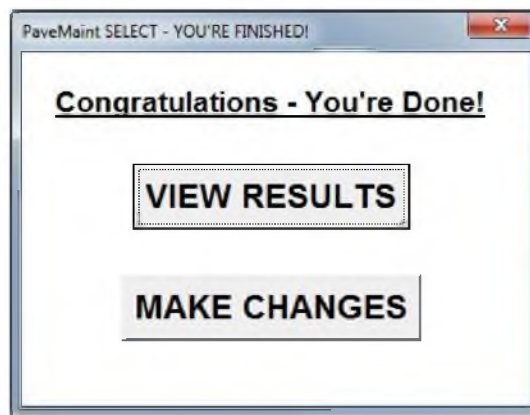 PaveMaint SELECT - YOU'RE FINISHED!
Congratulations - You're Done!
VIEW RESULTS
MAKE CHANGES